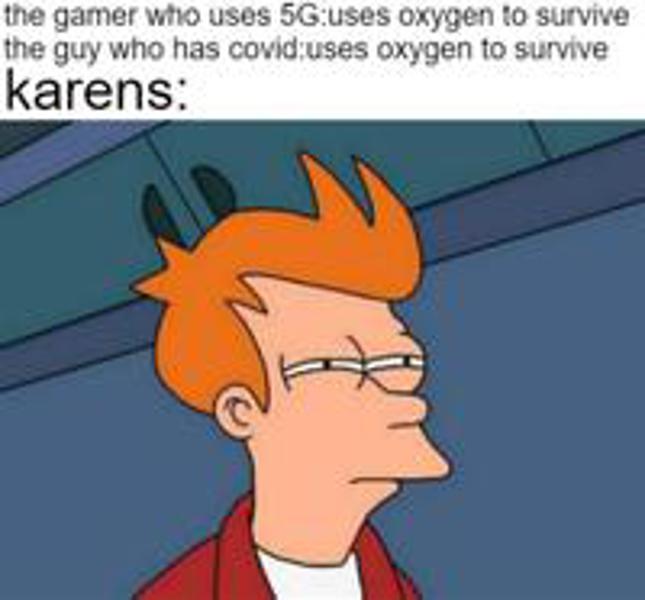 the gamer who uses 5G:uses oxygen to survive
the guy who has covid:uses oxygen to survive
karens: